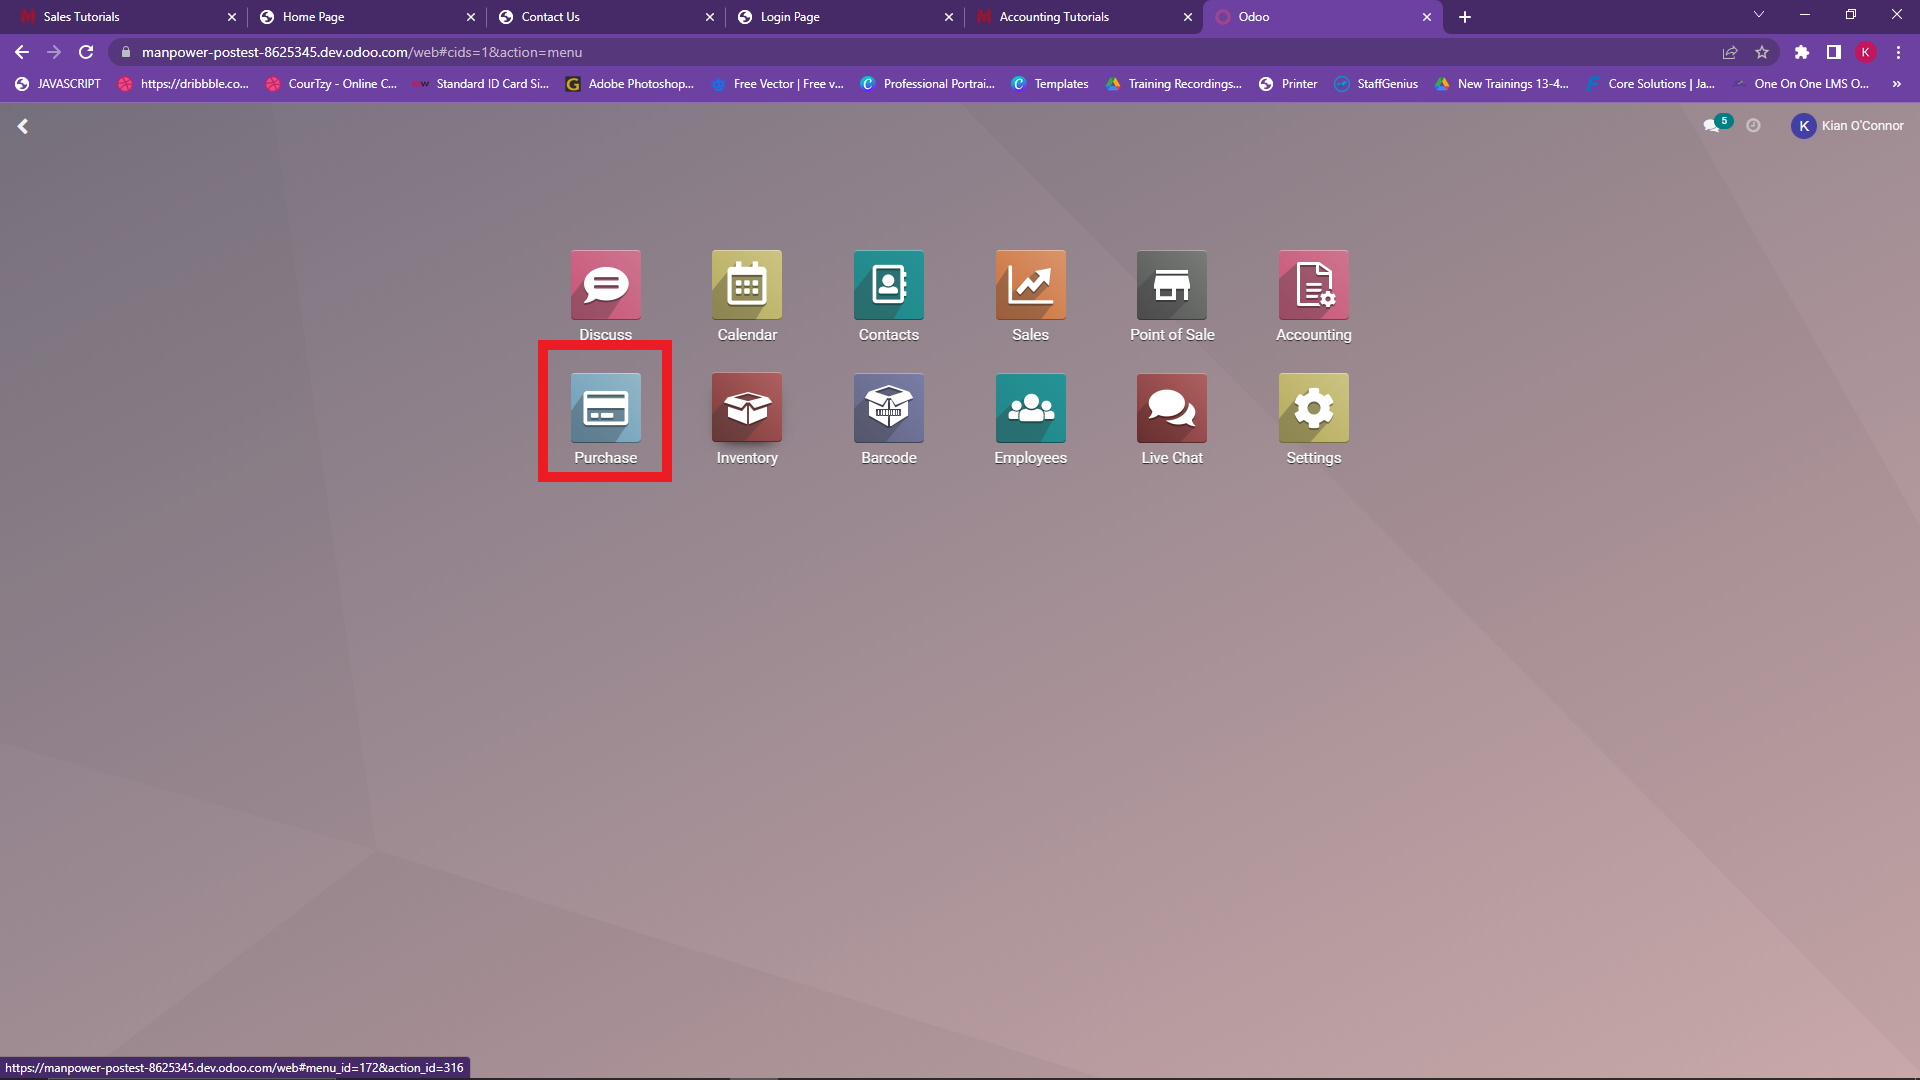 Sales Tutorials
Home Page
Contact Us
Login Page
Accounting Tutorials
Odoo
manpower-postest-8625345.dev.odoo.com/web#cids=1&action=menu
K
JAVASCRIPT
https://dribbble.co...
CourTzy - Online C...
Standard ID Card Si...
Adobe Photoshop...
Free Vector | Free v...
Professional Portrai...
Templates
Training Recordings...
Printer
StaffGenius
New Trainings 13-4...
Core Solutions | Ja...
One On One LMS O...
»
5
K
Kian O'Connor
Discuss
Calendar
Contacts
Sales
Point of Sale
Accounting
Purchase
Inventory
Barcode
Employees
Live Chat
Settings
https://manpower-postest-8625345.dev.odoo.com/web#menu_id=172&action_id=316